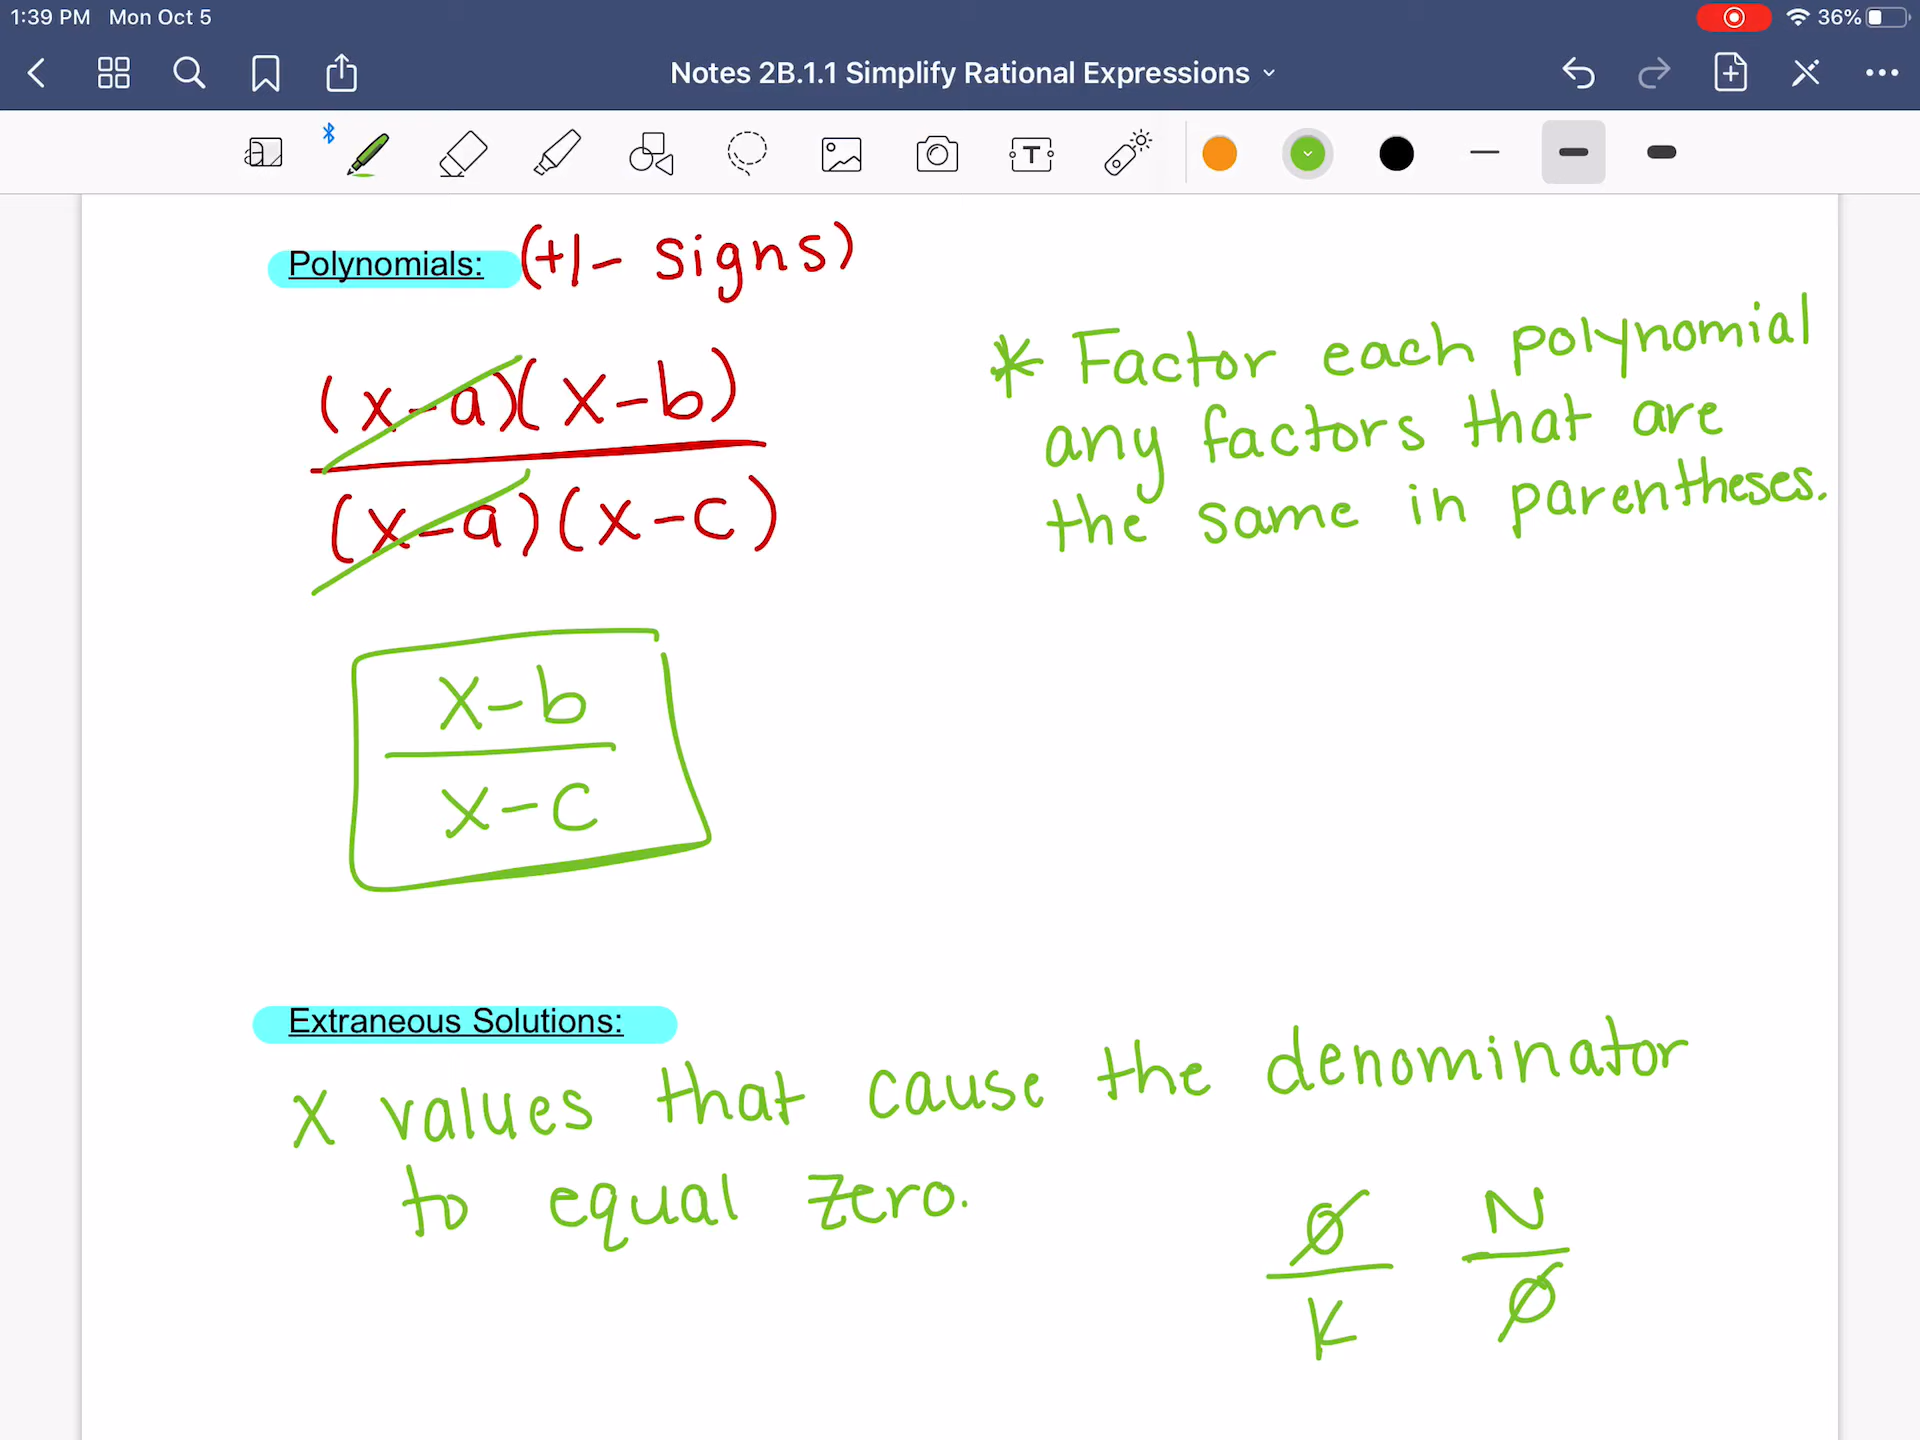 1:39 PM Mon Oct 5
36%
Notes 2B.1.1 Simplify Rational Expressions
a
T
Polynomials: (+/- signs)
(x-a)(x-b)
(x-a)(x-c)
* Factor each polynomial
any factors that are
the same in parentheses.
x-b
x-c
Extraneous Solutions:
X values that cause the denominator
to equal zero.
0
K
N
0